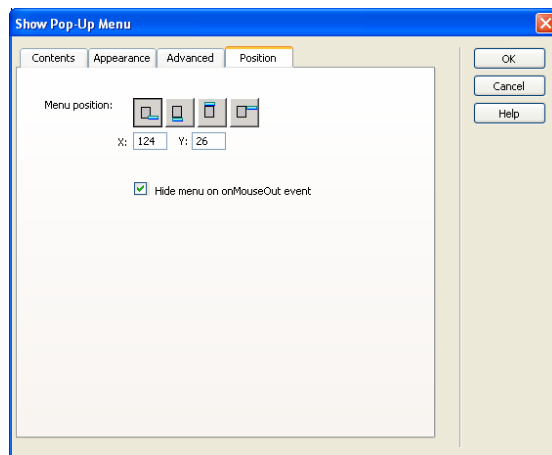 Show Pop-Up Menu
Contents Appearance Advanced Position
OK
Cancel
Help
Menu position:
X: 124 Y: 26
Hide menu on onMouseOut event